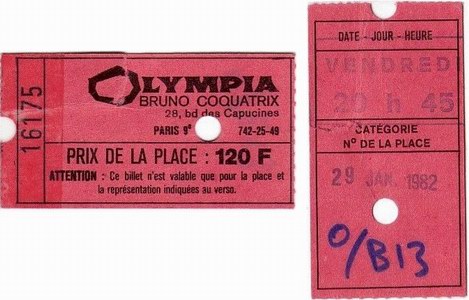 16175
OLYMPIA
BRUNO COQUATRIX
28, bd des Capucines
PARIS 9e 742-25-49
PRIX DE LA PLACE : 120 F
ATTENTION : Ce billet n'est valable que pour la place et
la représentation indiquées au verso.
DATE - JOUR - HEURE
VENDRED
20 h 45
CATÉGORIE
No DE LA PLACE
29 JAN. 1982
O/B13